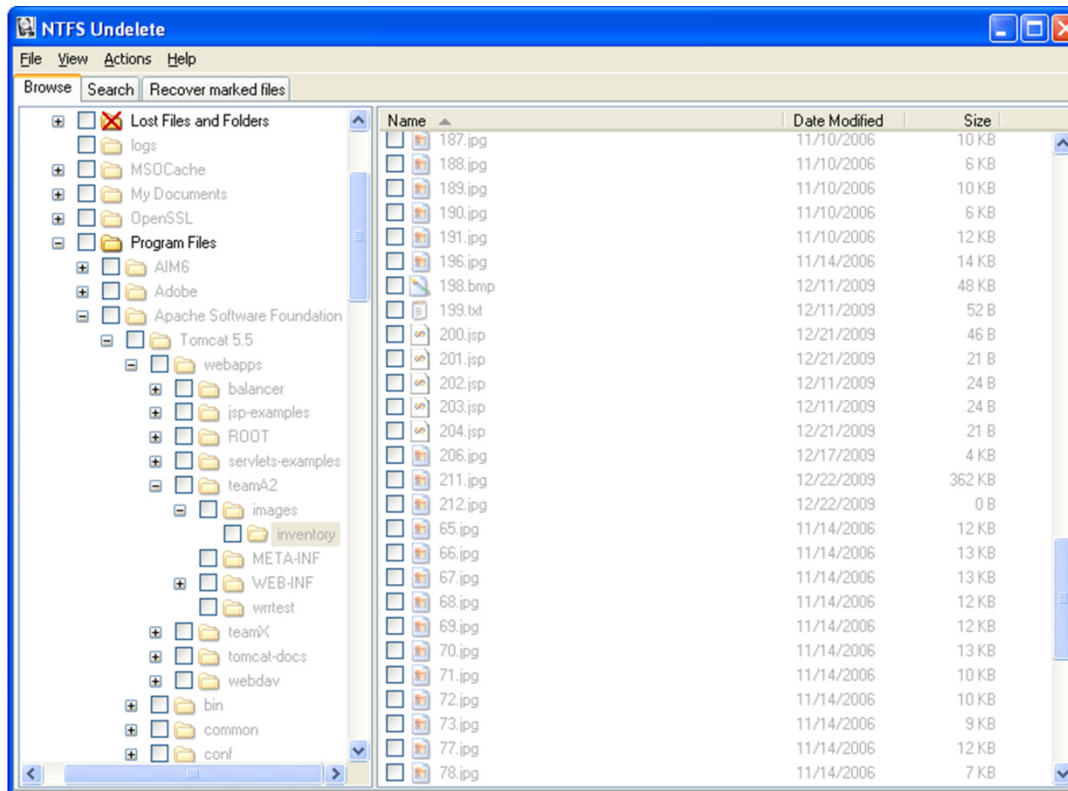 NTFS Undelete
File View Actions Help
Browse Search Recover marked files
Lost Files and Folders
logs
MSOCache
My Documents
OpenSSL
Program Files
AIM6
Adobe
Apache Software Foundation
Tomcat 5.5
webapps
balancer
jsp-examples
ROOT
servlets-examples
teamA2
images
inventory
META-INF
WEB-INF
wrrtest
teamX
tomcat-docs
webdav
bin
common
conf
Name Date Modified Size
187.jpg 11/10/2006 10 KB
188.jpg 11/10/2006 6 KB
189.jpg 11/10/2006 10 KB
190.jpg 11/10/2006 6 KB
191.jpg 11/10/2006 12 KB
196.jpg 11/14/2006 14 KB
198.bmp 12/11/2009 48 KB
199.txt 12/11/2009 52 B
200.jsp 12/21/2009 46 B
201.jsp 12/21/2009 21 B
202.jsp 12/11/2009 24 B
203.jsp 12/11/2009 24 B
204.jsp 12/21/2009 21 B
206.jpg 12/17/2009 4 KB
211.jpg 12/22/2009 362 KB
212.jpg 12/22/2009 0 B
65.jpg 11/14/2006 12 KB
66.jpg 11/14/2006 13 KB
67.jpg 11/14/2006 13 KB
68.jpg 11/14/2006 12 KB
69.jpg 11/14/2006 12 KB
70.jpg 11/14/2006 13 KB
71.jpg 11/14/2006 10 KB
72.jpg 11/14/2006 10 KB
73.jpg 11/14/2006 9 KB
77.jpg 11/14/2006 12 KB
78.jpg 11/14/2006 7 KB